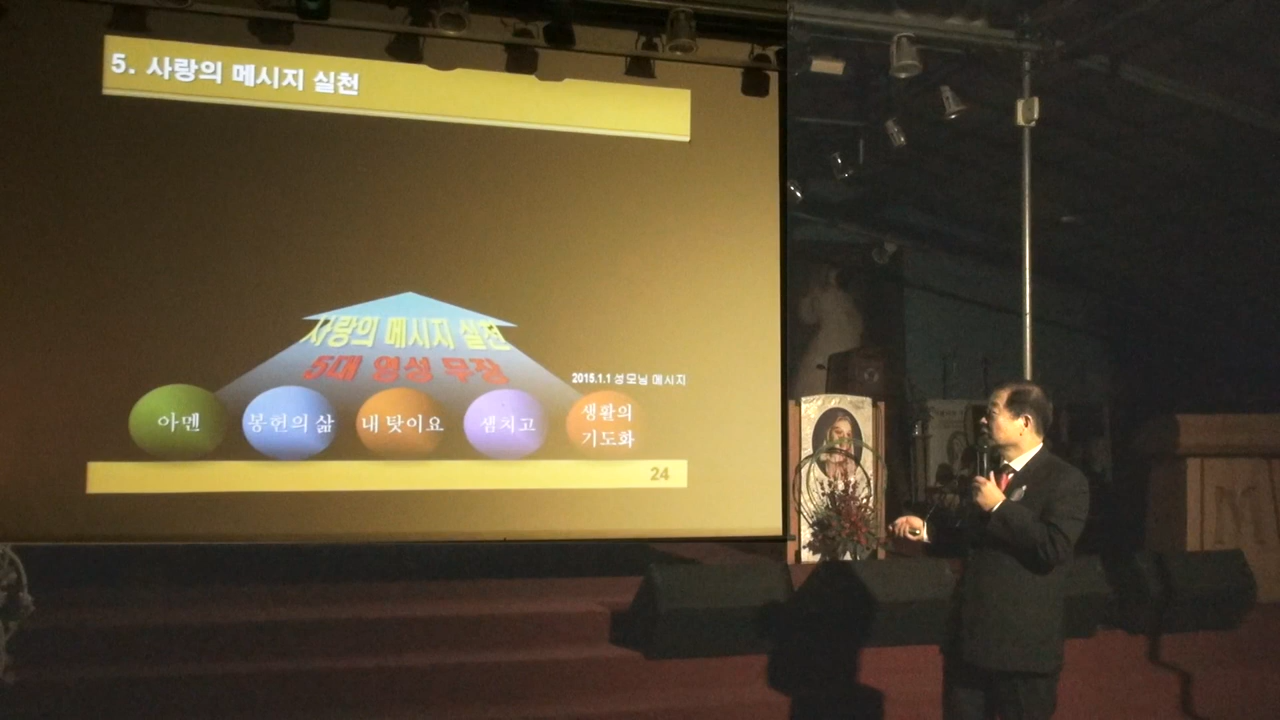 5. 사랑의 메시지 실천
사랑의 메시지 실천
5대 영성 무장
2015.1.1 성모님 메시지
아멘
봉헌의 삶
내 탓이요
셈치고
생활의
기도화
24
M